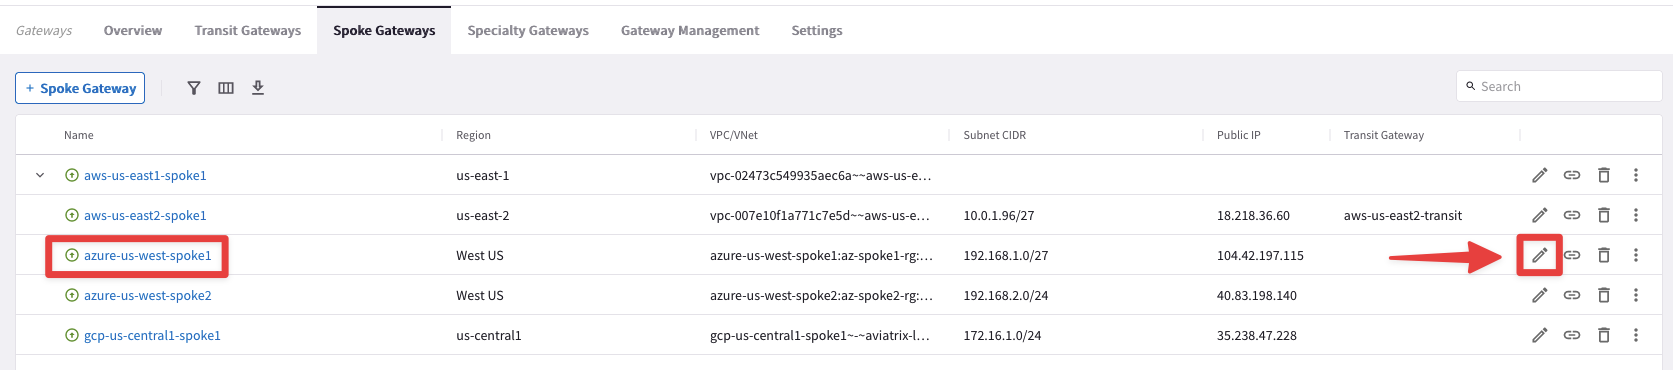 Gateways Overview Transit Gateways Spoke Gateways Specialty Gateways Gateway Management Settings
+ Spoke Gateway Search
Name Region VPC/VNet Subnet CIDR Public IP Transit Gateway
aws-us-east1-spoke1 us-east-1 vpc-02473c549935aec6a~~aws-us-e...
aws-us-east2-spoke1 us-east-2 vpc-007e10f1a771c7e5d~~aws-us-e... 10.0.1.96/27 18.218.36.60 aws-us-east2-transit
azure-us-west-spoke1 West US azure-us-west-spoke1:az-spoke1-rg:... 192.168.1.0/27 104.42.197.115
azure-us-west-spoke2 West US azure-us-west-spoke2:az-spoke2-rg:... 192.168.2.0/24 40.83.198.140
gcp-us-central1-spoke1 us-central1 gcp-us-central1-spoke1~-~aviatrix-l... 172.16.1.0/24 35.238.47.228